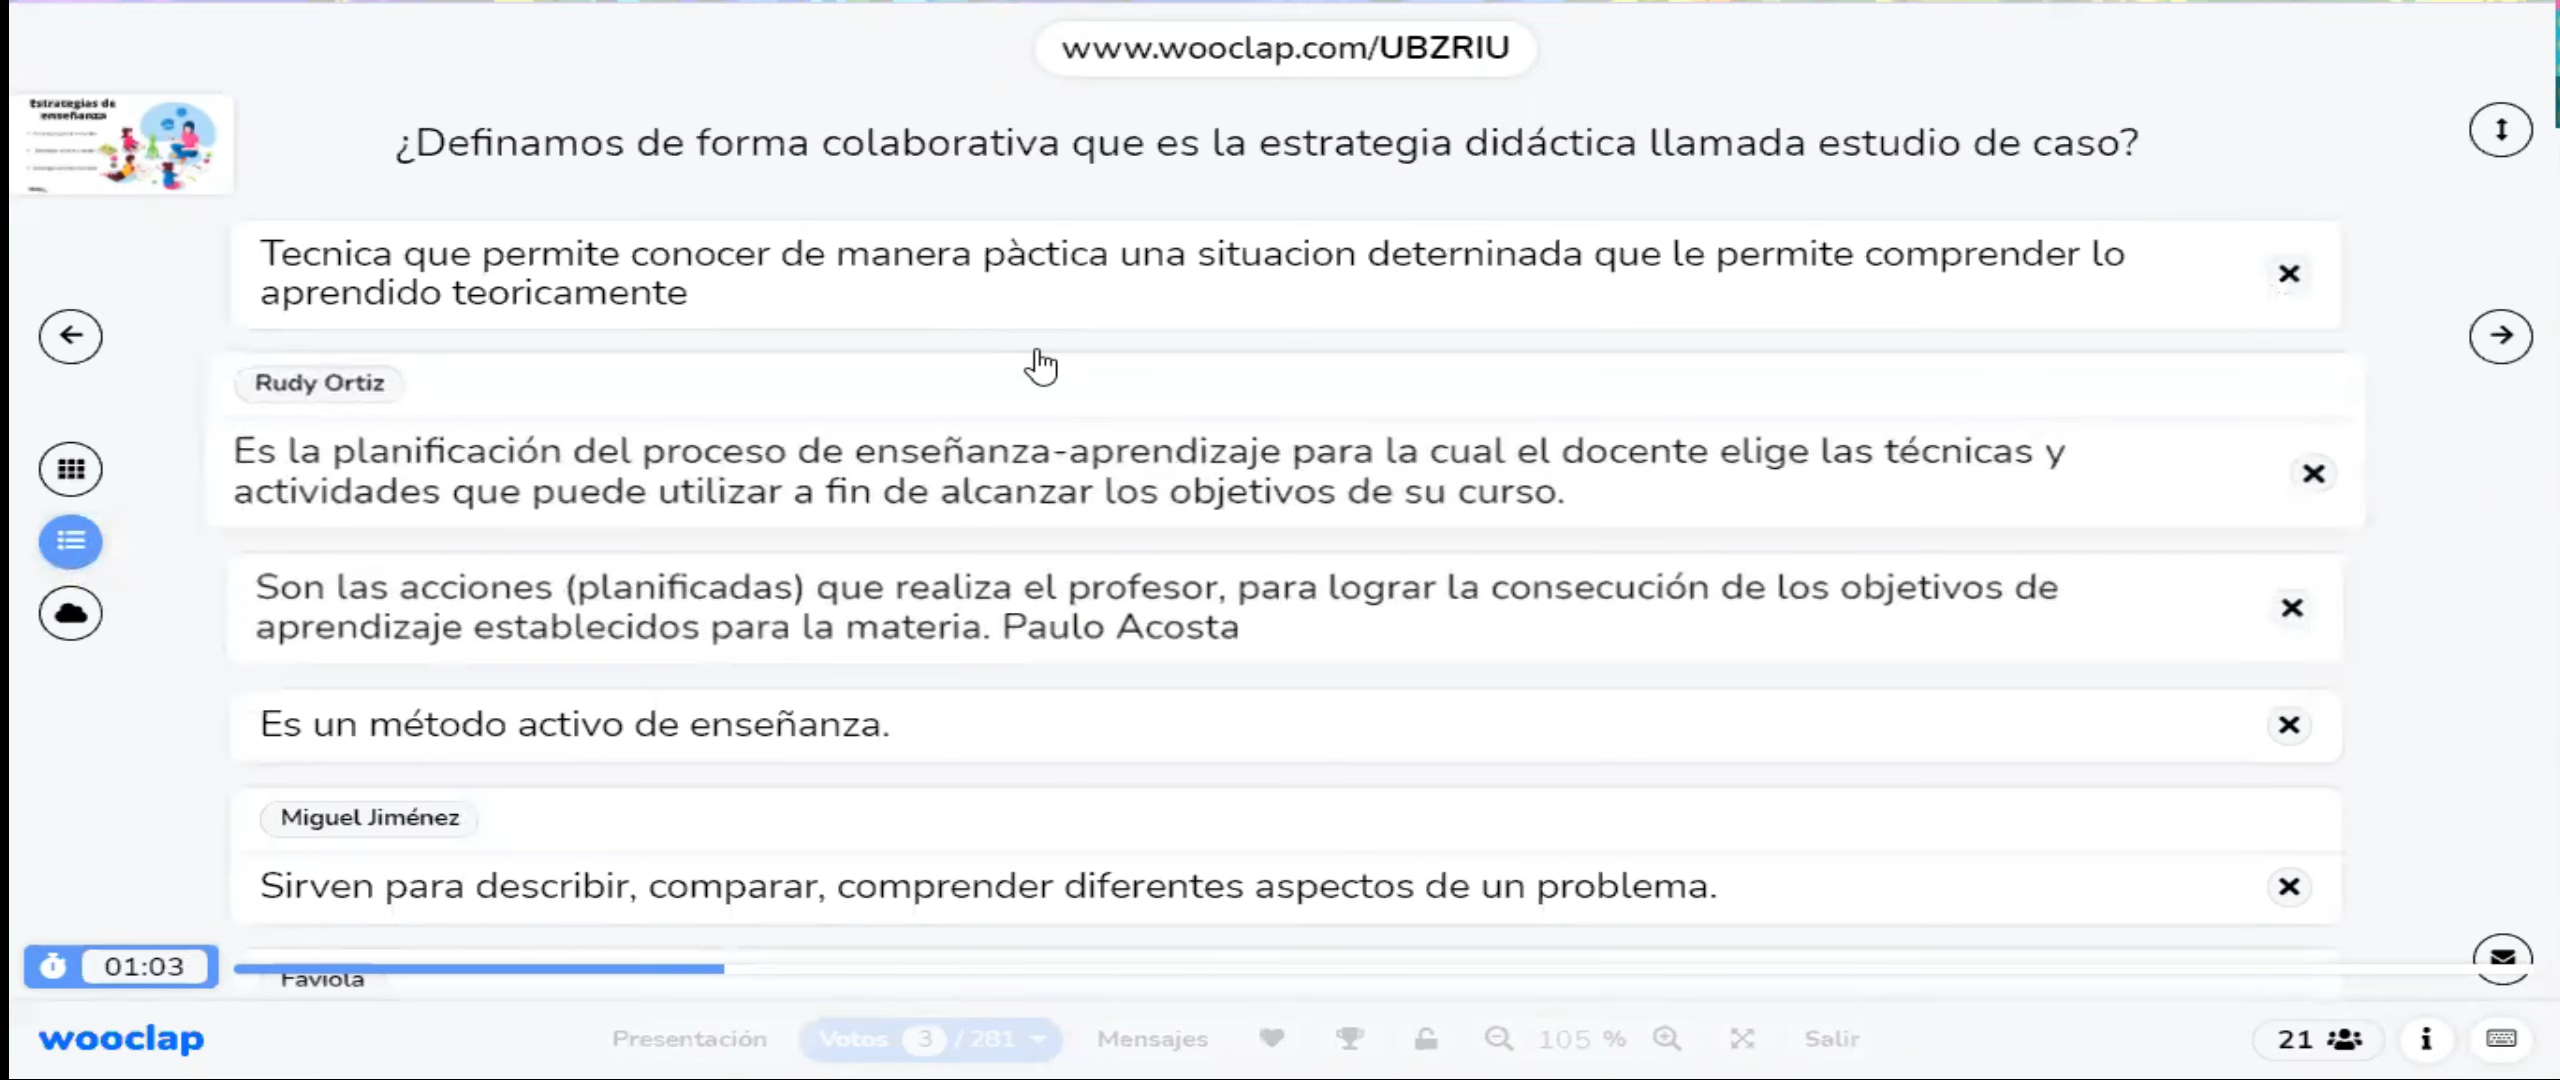 www.wooclap.com/UBZRIU
Estrategias de
enseñanza
¿Definamos de forma colaborativa que es la estrategia didáctica llamada estudio de caso?
Tecnica que permite conocer de manera pàctica una situacion deterninada que le permite comprender lo
aprendido teoricamente
Rudy Ortiz
Es la planificación del proceso de enseñanza-aprendizaje para la cual el docente elige las técnicas y
actividades que puede utilizar a fin de alcanzar los objetivos de su curso.
Son las acciones (planificadas) que realiza el profesor, para lograr la consecución de los objetivos de
aprendizaje establecidos para la materia. Paulo Acosta
Es un método activo de enseñanza.
Miguel Jiménez
Sirven para describir, comparar, comprender diferentes aspectos de un problema.
01:03
Faviola
wooclap
Presentación
Votos 3 / 281
Mensajes
105 %
Salir
21